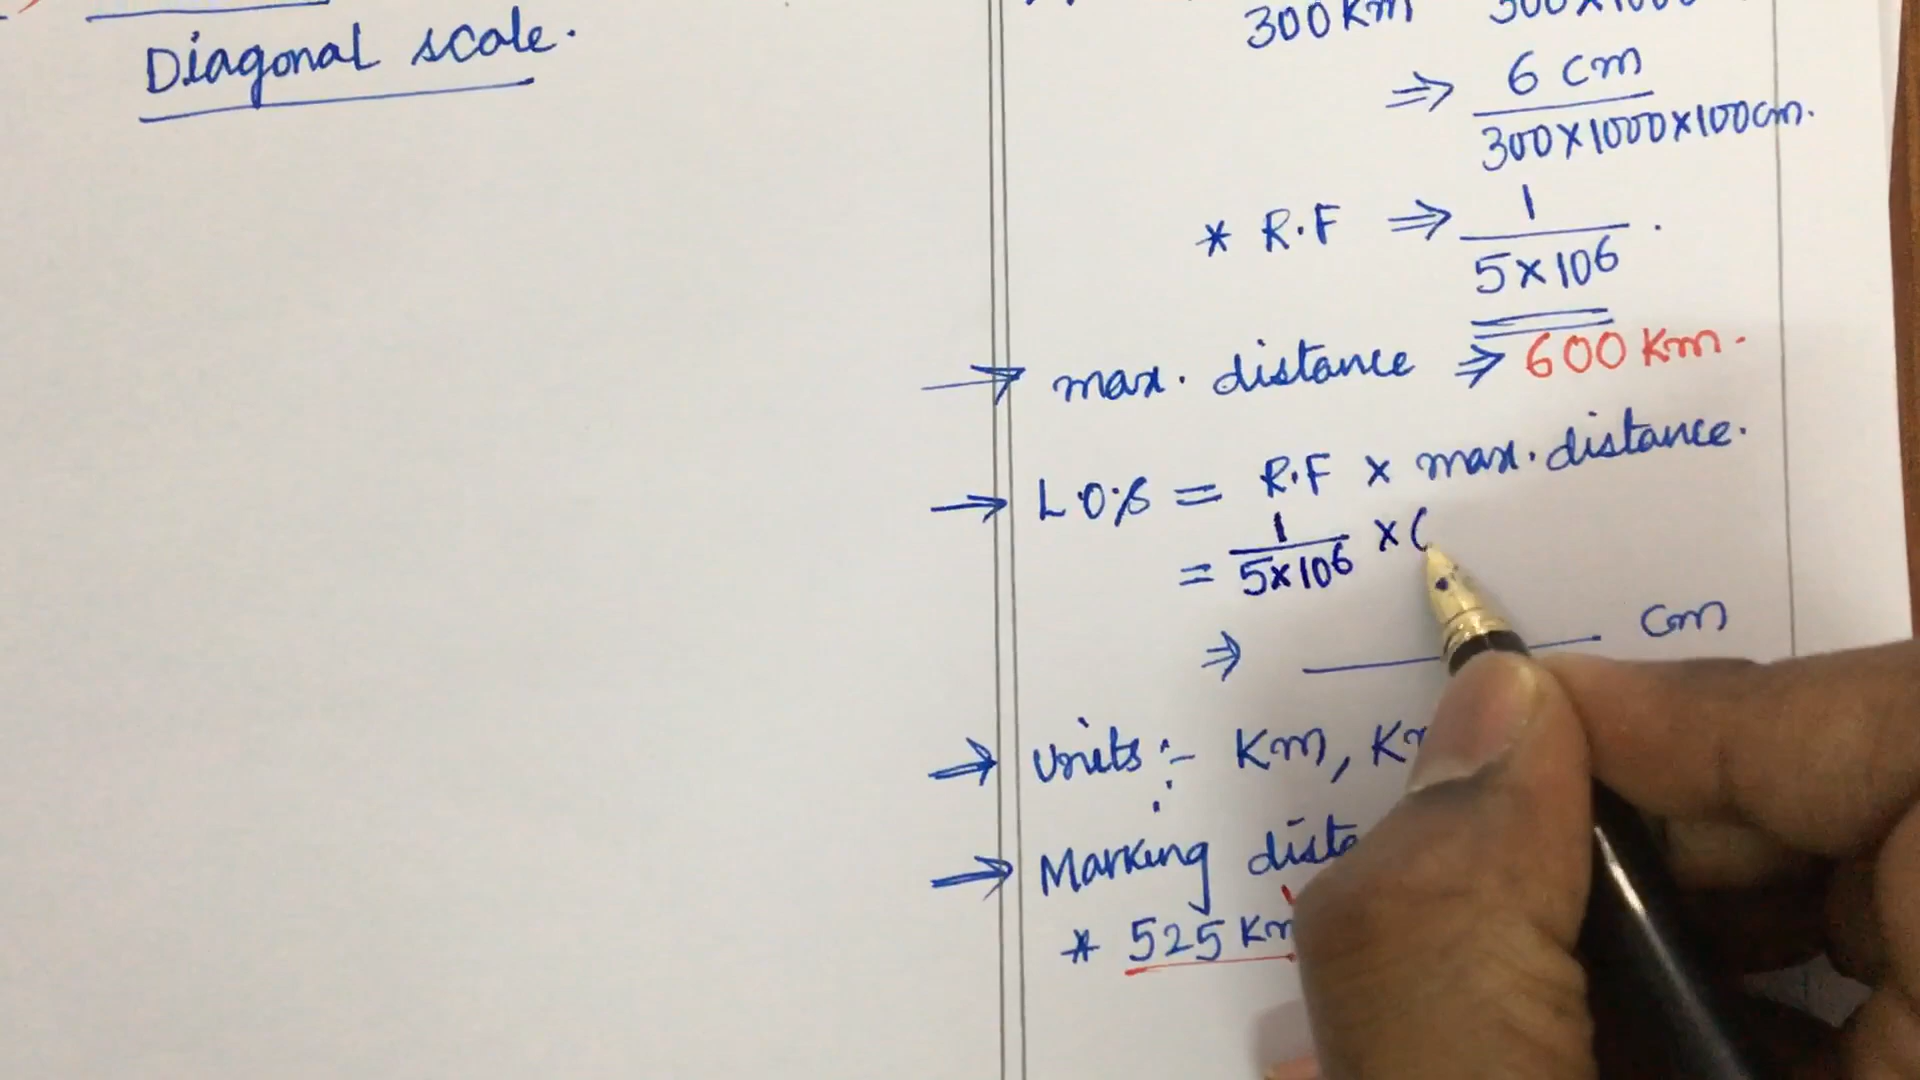 Diagonal scale.
300 Km
⇒ 6 cm
300×1000×100cm.
* R.F ⇒ 1
5×10⁶ .
→ max. distance ⇒ 600 Km.
→ L.O.S = R.F × max. distance.
= 1 × (
5×10⁶
⇒ ______ cm
→ Units :- Km,
→ Marking
* 525 Km